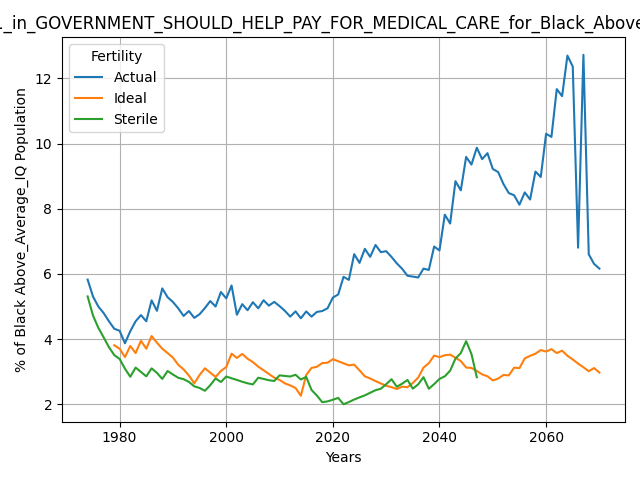 _in_GOVERNMENT_SHOULD_HELP_PAY_FOR_MEDICAL_CARE_for_Black_Above
Fertility
Actual
Ideal
Sterile
% of Black Above_Average_IQ Population
12
10
8
6
4
2
1980
2000
2020
2040
2060
Years